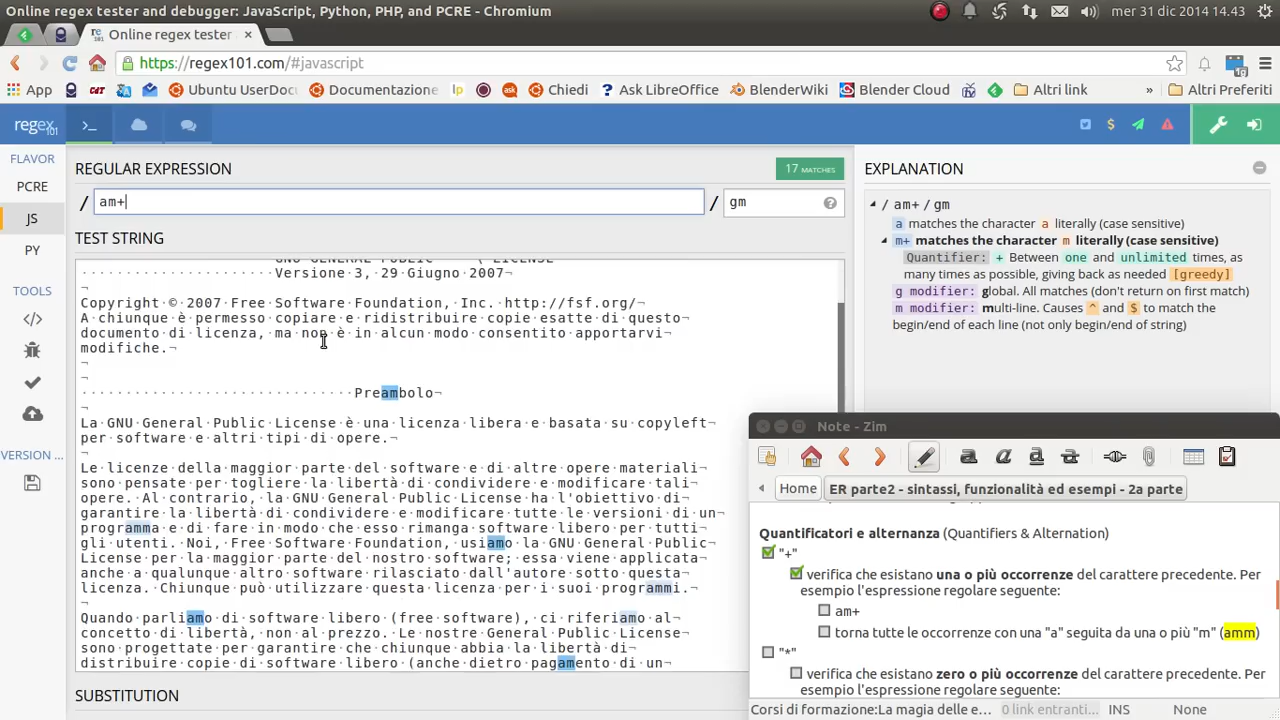 Online regex tester and debugger: JavaScript, Python, PHP, and PCRE - Chromium
mer 31 dic 2014 14.43
Online regex tester ×
https://regex101.com/#javascript
App
CAT
Ubuntu UserDocu
Documentazione
lp
ask
Chiedi
? Ask LibreOffice
BlenderWiki
Blender Cloud
tv
Altri link
»
Altri Preferiti
regex
101
>_
$
FLAVOR
PCRE
JS
PY
TOOLS
VERSION ...
REGULAR EXPRESSION
17 MATCHES
/ am+ / gm
TEST STRING
Versione 3, 29 Giugno 2007¬
¬
Copyright © 2007 Free Software Foundation, Inc. http://fsf.org/¬
A chiunque è permesso copiare e ridistribuire copie esatte di questo¬
documento di licenza, ma non è in alcun modo consentito apportarvi¬
modifiche.¬
¬
¬
Preambolo¬
¬
La GNU General Public License è una licenza libera e basata su copyleft¬
per software e altri tipi di opere.¬
¬
Le licenze della maggior parte del software e di altre opere materiali¬
sono pensate per togliere la libertà di condividere e modificare tali¬
opere. Al contrario, la GNU General Public License ha l'obiettivo di¬
garantire la libertà di condividere e modificare tutte le versioni di un¬
programma e di fare in modo che esso rimanga software libero per tutti¬
gli utenti. Noi, Free Software Foundation, usiamo la GNU General Public¬
License per la maggior parte del nostro software; essa viene applicata¬
anche a qualunque altro software rilasciato dall'autore sotto questa¬
licenza. Chiunque può utilizzare questa licenza per i suoi programmi.¬
¬
Quando parliamo di software libero (free software), ci riferiamo al¬
concetto di libertà, non al prezzo. Le nostre General Public License¬
sono progettate per garantire che chiunque abbia la libertà di¬
distribuire copie di software libero (anche dietro pagamento di un¬
SUBSTITUTION
EXPLANATION
/ am+ / gm
a matches the character a literally (case sensitive)
m+ matches the character m literally (case sensitive)
Quantifier: + Between one and unlimited times, as
many times as possible, giving back as needed [greedy]
g modifier: global. All matches (don't return on first match)
m modifier: multi-line. Causes ^ and $ to match the
begin/end of each line (not only begin/end of string)
Note - Zim
Home
ER parte2 - sintassi, funzionalità ed esempi - 2a parte
Quantificatori e alternanza (Quantifiers & Alternation)
"+"
verifica che esistano una o più occorrenze del carattere precedente. Per
esempio l'espressione regolare seguente:
am+
torna tutte le occorrenze con una "a" seguita da una o più "m" (amm)
"*"
verifica che esistano zero o più occorrenze del carattere precedente. Per
esempio l'espressione regolare seguente:
Corsi di formazione:La magia delle e...
0 link entranti...
INS
None